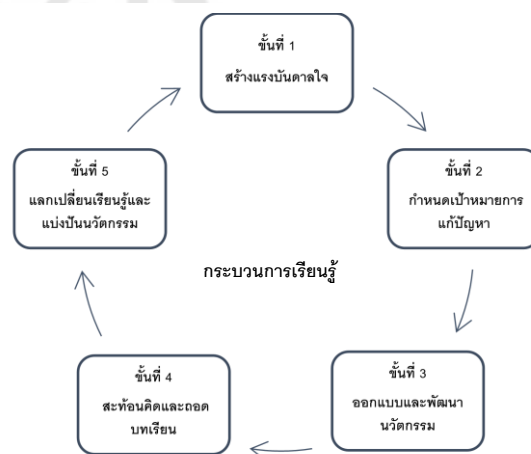 ขั้นที่ 1
สร้างแรงบันดาลใจ
ขั้นที่ 2
กำหนดเป้าหมายการ
แก้ปัญหา
ขั้นที่ 3
ออกแบบและพัฒนา
นวัตกรรม
ขั้นที่ 4
สะท้อนคิดและถอด
บทเรียน
ขั้นที่ 5
แลกเปลี่ยนเรียนรู้และ
แบ่งปันนวัตกรรม
กระบวนการเรียนรู้